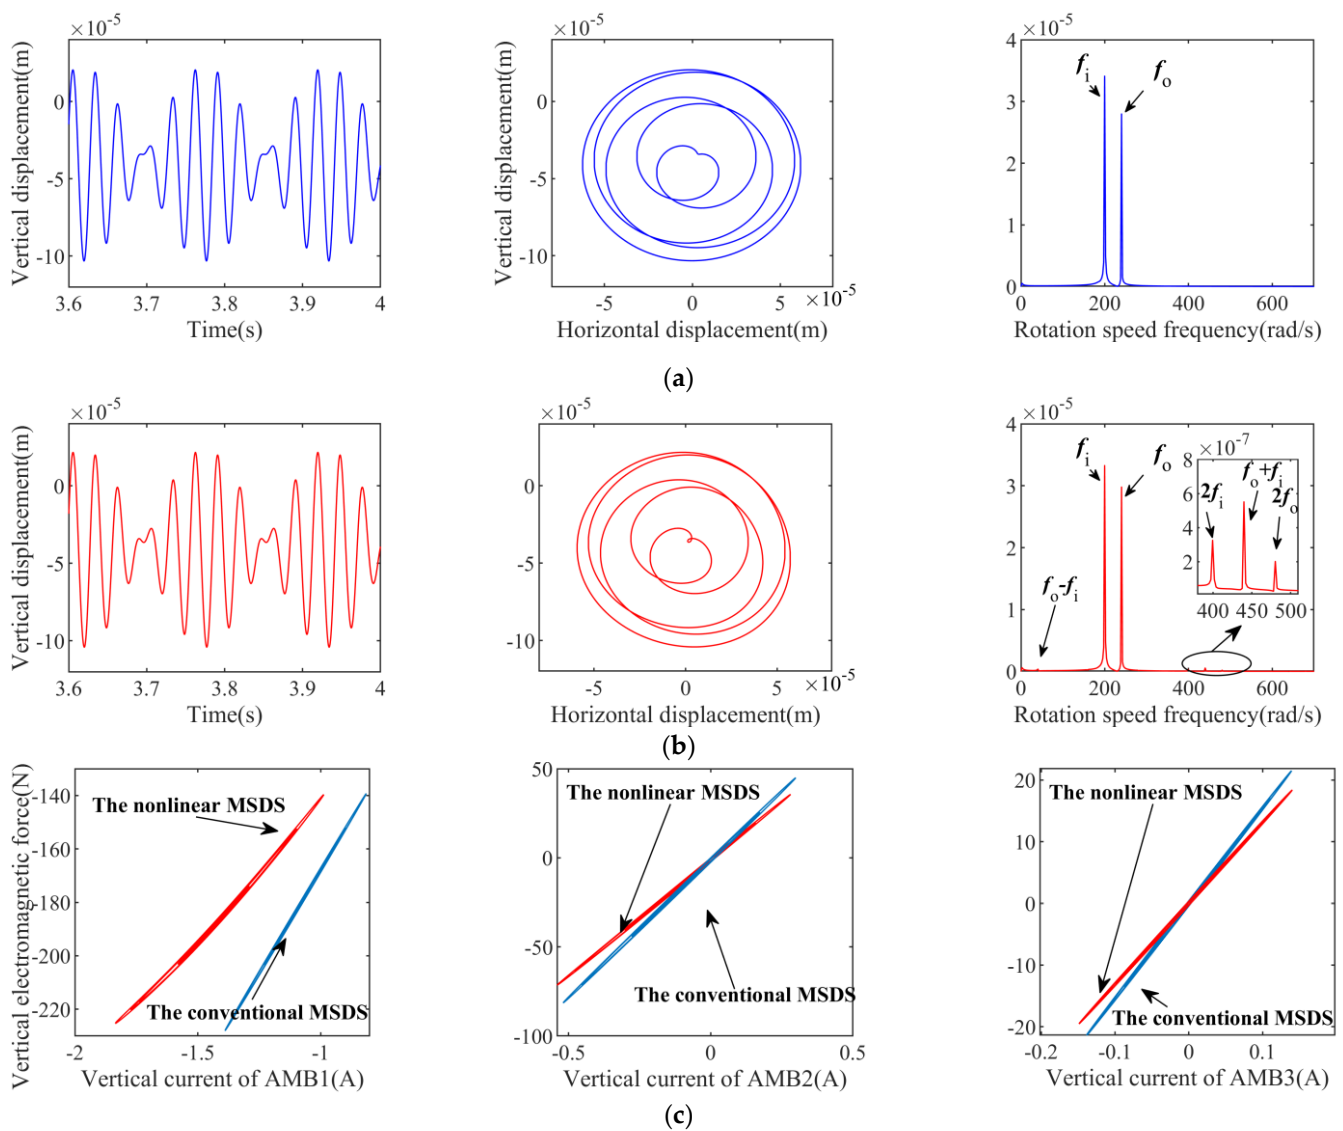 ×10⁻⁵
Vertical displacement(m)
0
-5
-10
3.6 3.7 3.8 3.9 4
Time(s)
Vertical displacement(m)
0
-5
-10
-5 0 5 ×10⁻⁵
Horizontal displacement(m)
×10⁻⁵
4
3
2
1
0
fi
fo
0 200 400 600
Rotation speed frequency(rad/s)
(a)
×10⁻⁵
Vertical displacement(m)
0
-5
-10
3.6 3.7 3.8 3.9 4
Time(s)
×10⁻⁵
Vertical displacement(m)
0
-5
-10
-5 0 5 ×10⁻⁵
Horizontal displacement(m)
×10⁻⁵
4
3
2
1
0
fi
fo
fo-fi
×10⁻⁷
8
6
4
2
2fi
fo+fi
2fo
400 450 500
0 200 400 600
Rotation speed frequency(rad/s)
(b)
Vertical electromagnetic force(N)
-140
-160
-180
-200
-220
The nonlinear MSDS
The conventional MSDS
-2 -1.5 -1
Vertical current of AMB1(A)
50
0
-50
-100
The nonlinear MSDS
The conventional MSDS
-0.5 0 0.5
Vertical current of AMB2(A)
20
10
0
-10
-20
The nonlinear MSDS
The conventional MSDS
-0.2 -0.1 0 0.1
Vertical current of AMB3(A)
(c)